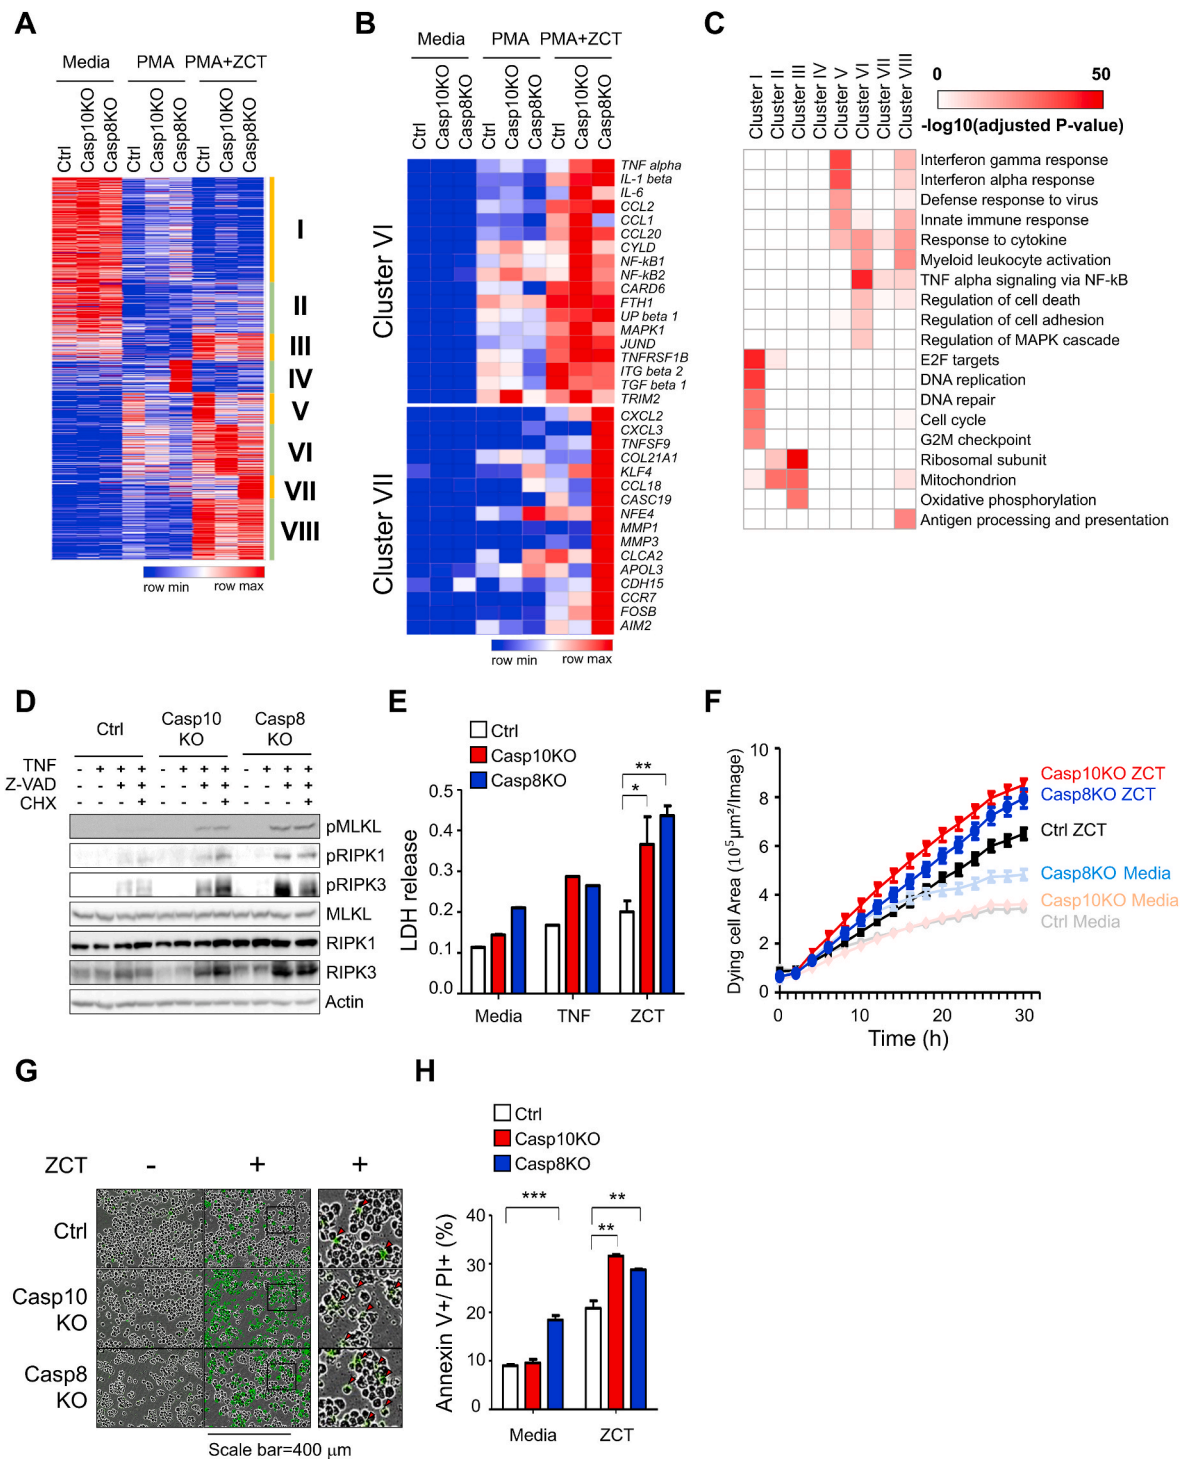 A
Media PMA PMA+ZCT
Ctrl Casp10KO Casp8KO Ctrl Casp10KO Casp8KO Ctrl Casp10KO Casp8KO
I
II
III
IV
V
VI
VII
VIII
row min row max
B
Media PMA PMA+ZCT
Ctrl Casp10KO Casp8KO Ctrl Casp10KO Casp8KO Ctrl Casp10KO Casp8KO
Cluster VI
TNF alpha
IL-1 beta
IL-6
CCL2
CCL1
CCL20
CYLD
NF-kB1
NF-kB2
CARD6
FTH1
UP beta 1
MAPK1
JUND
TNFRSF1B
ITG beta 2
TGF beta 1
TRIM2
Cluster VII
CXCL2
CXCL3
TNFSF9
COL21A1
KLF4
CCL18
CASC19
NFE4
MMP1
MMP3
CLCA2
APOL3
CDH15
CCR7
FOSB
AIM2
row min row max
C
Cluster I Cluster II Cluster III Cluster IV Cluster V Cluster VI Cluster VII Cluster VIII
0 50
-log10(adjusted P-value)
Interferon gamma response
Interferon alpha response
Defense response to virus
Innate immune response
Response to cytokine
Myeloid leukocyte activation
TNF alpha signaling via NF-kB
Regulation of cell death
Regulation of cell adhesion
Regulation of MAPK cascade
E2F targets
DNA replication
DNA repair
Cell cycle
G2M checkpoint
Ribosomal subunit
Mitochondrion
Oxidative phosphorylation
Antigen processing and presentation
D
Ctrl Casp10 KO Casp8 KO
TNF - + + + - + + + - + + +
Z-VAD - - + + - - + + - - + +
CHX - - - + - - - + - - - +
pMLKL
pRIPK1
pRIPK3
MLKL
RIPK1
RIPK3
Actin
E
Ctrl
Casp10KO
Casp8KO
LDH release
0.5
0.4
0.3
0.2
0.1
0.0
**
*
Media TNF ZCT
F
Dying cell Area (10⁵µm²/Image)
10
8
6
4
2
0
0 10 20 30
Time (h)
Casp10KO ZCT
Casp8KO ZCT
Ctrl ZCT
Casp8KO Media
Casp10KO Media
Ctrl Media
G
ZCT - + +
Ctrl
Casp10
KO
Casp8
KO
Scale bar=400 µm
H
Ctrl
Casp10KO
Casp8KO
Annexin V+/ PI+ (%)
40
30
20
10
0
*** **
**
Media ZCT